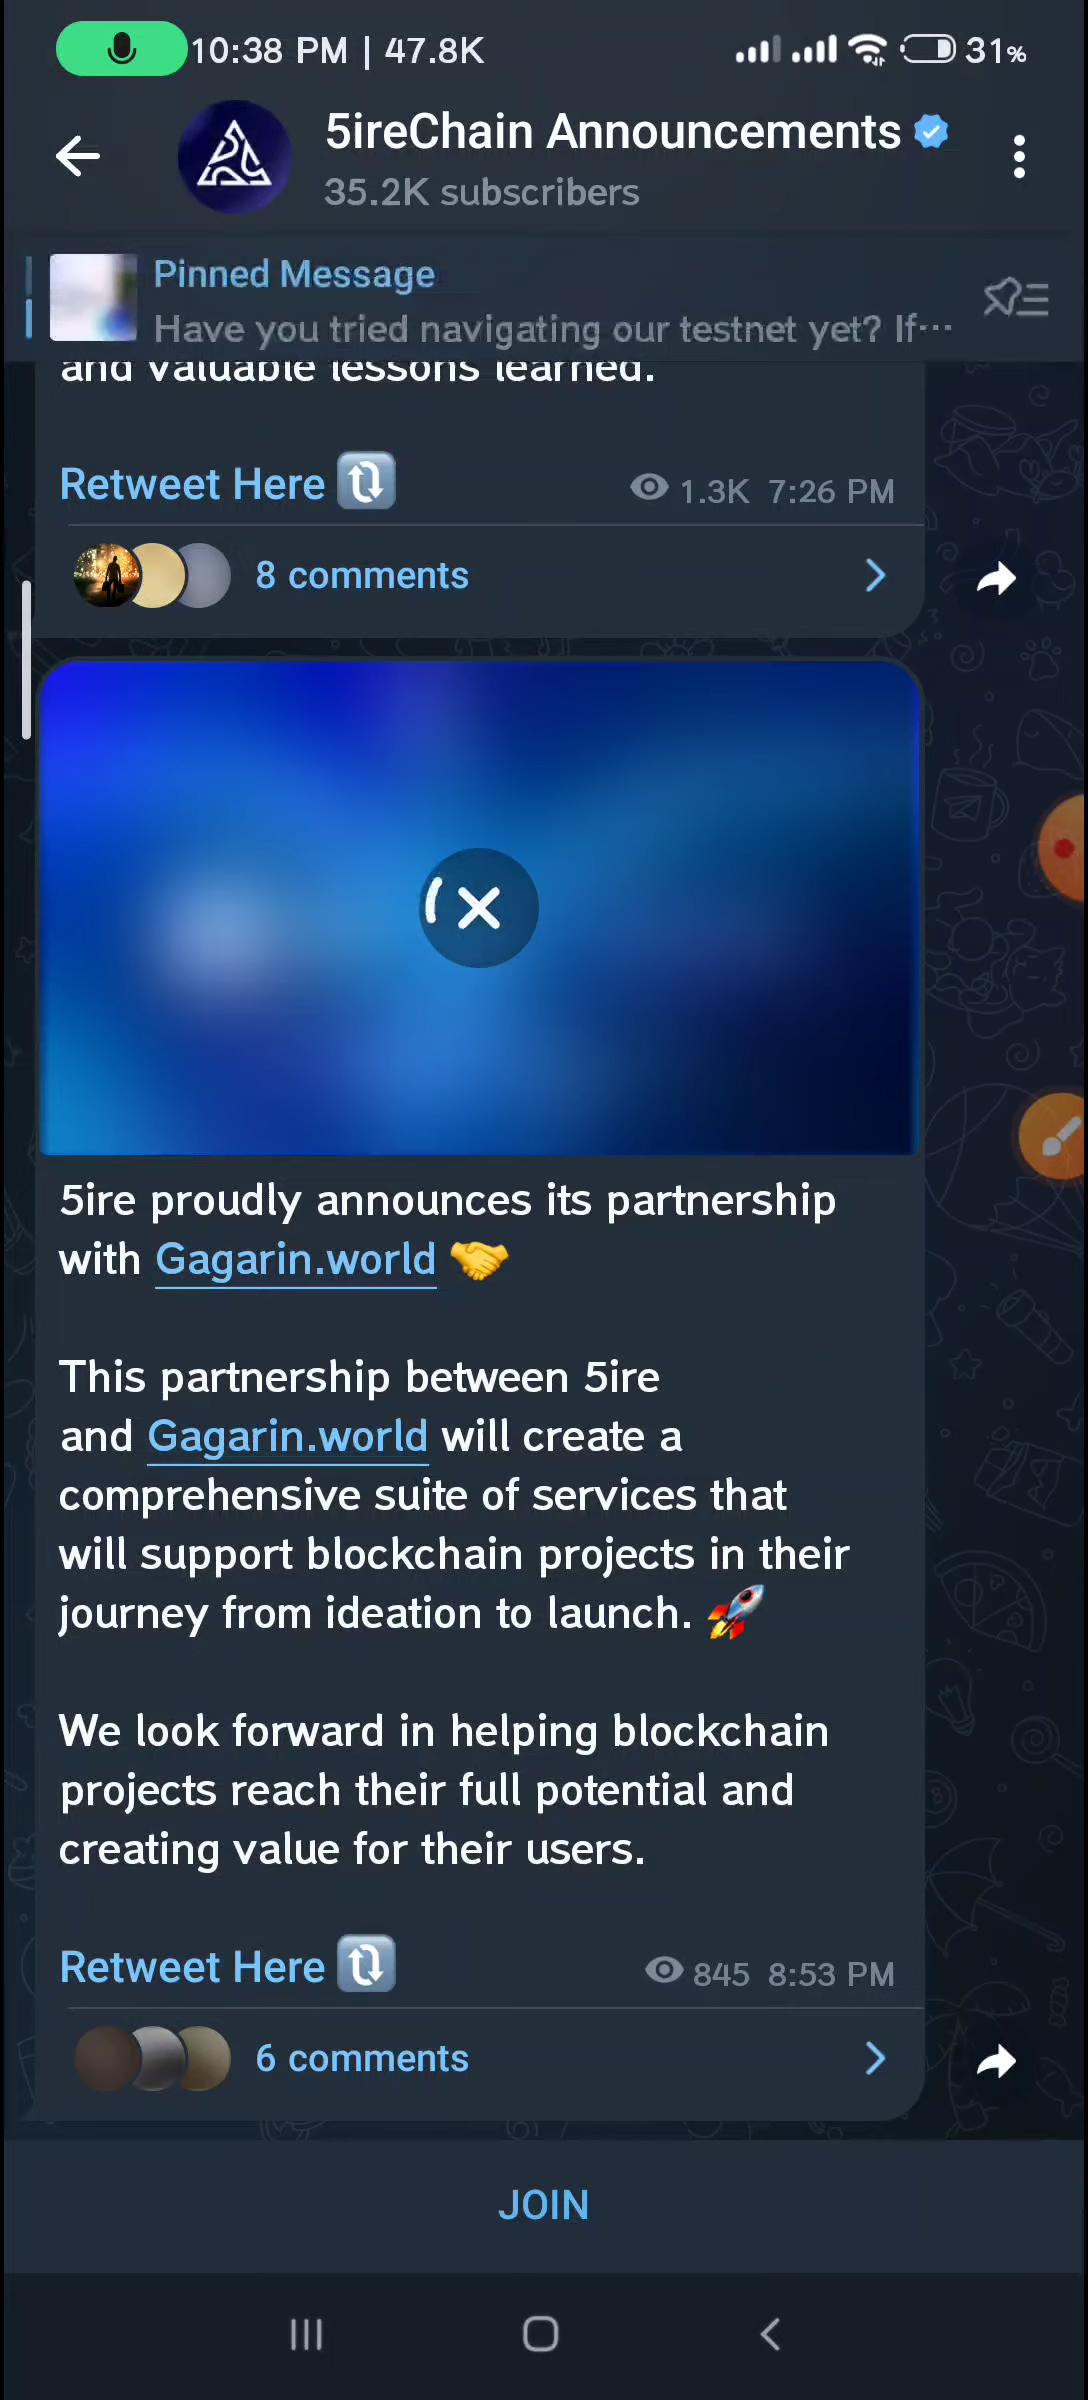 10:38 PM | 47.8K
31%
5ireChain Announcements
35.2K subscribers
Pinned Message
Have you tried navigating our testnet yet? If...
and valuable lessons learned.
Retweet Here
1.3K 7:26 PM
8 comments
5ire proudly announces its partnership
with Gagarin.world 🤝
This partnership between 5ire
and Gagarin.world will create a
comprehensive suite of services that
will support blockchain projects in their
journey from ideation to launch. 🚀
We look forward in helping blockchain
projects reach their full potential and
creating value for their users.
Retweet Here
845 8:53 PM
6 comments
JOIN